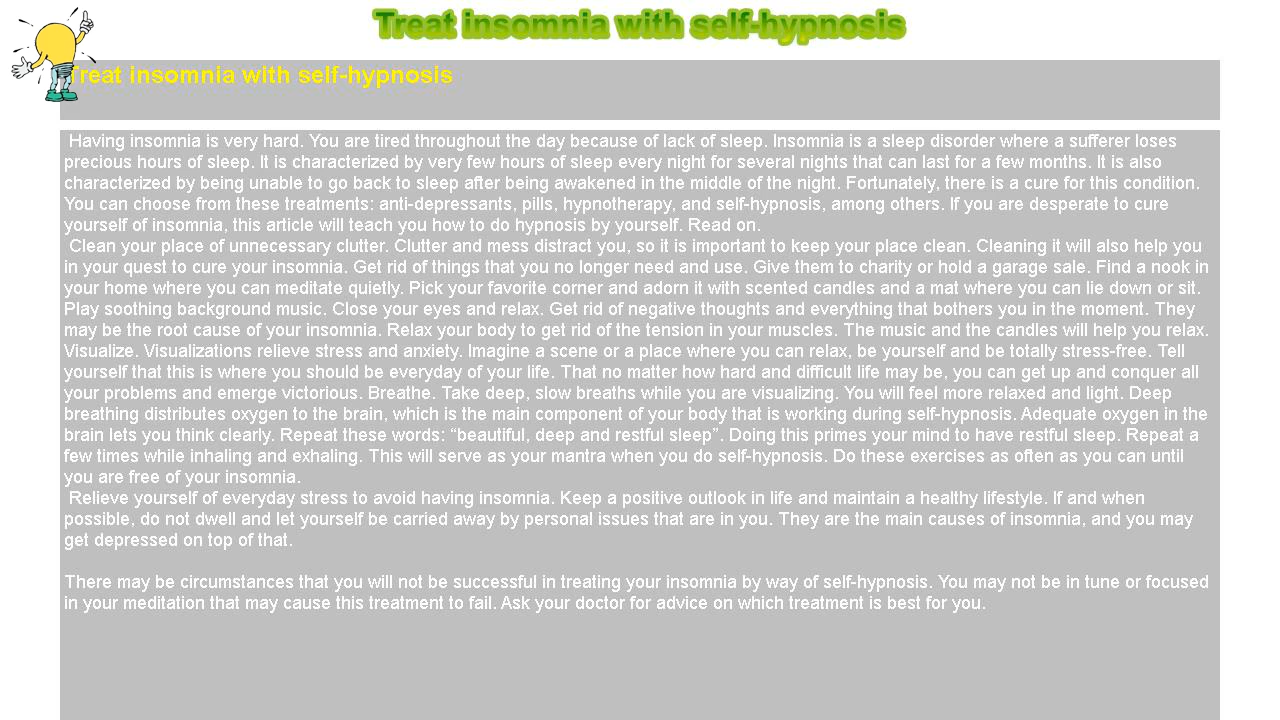 Treat insomnia with self-hypnosis
Treat insomnia with self-hypnosis
Having insomnia is very hard. You are tired throughout the day because of lack of sleep. Insomnia is a sleep disorder where a sufferer loses
precious hours of sleep. It is characterized by very few hours of sleep every night for several nights that can last for a few months. It is also
characterized by being unable to go back to sleep after being awakened in the middle of the night. Fortunately, there is a cure for this condition.
You can choose from these treatments: anti-depressants, pills, hypnotherapy, and self-hypnosis, among others. If you are desperate to cure
yourself of insomnia, this article will teach you how to do hypnosis by yourself. Read on.
Clean your place of unnecessary clutter. Clutter and mess distract you, so it is important to keep your place clean. Cleaning it will also help you
in your quest to cure your insomnia. Get rid of things that you no longer need and use. Give them to charity or hold a garage sale. Find a nook in
your home where you can meditate quietly. Pick your favorite corner and adorn it with scented candles and a mat where you can lie down or sit.
Play soothing background music. Close your eyes and relax. Get rid of negative thoughts and everything that bothers you in the moment. They
may be the root cause of your insomnia. Relax your body to get rid of the tension in your muscles. The music and the candles will help you relax.
Visualize. Visualizations relieve stress and anxiety. Imagine a scene or a place where you can relax, be yourself and be totally stress-free. Tell
yourself that this is where you should be everyday of your life. That no matter how hard and difficult life may be, you can get up and conquer all
your problems and emerge victorious. Breathe. Take deep, slow breaths while you are visualizing. You will feel more relaxed and light. Deep
breathing distributes oxygen to the brain, which is the main component of your body that is working during self-hypnosis. Adequate oxygen in the
brain lets you think clearly. Repeat these words: “beautiful, deep and restful sleep”. Doing this primes your mind to have restful sleep. Repeat a
few times while inhaling and exhaling. This will serve as your mantra when you do self-hypnosis. Do these exercises as often as you can until
you are free of your insomnia.
Relieve yourself of everyday stress to avoid having insomnia. Keep a positive outlook in life and maintain a healthy lifestyle. If and when
possible, do not dwell and let yourself be carried away by personal issues that are in you. They are the main causes of insomnia, and you may
get depressed on top of that.
There may be circumstances that you will not be successful in treating your insomnia by way of self-hypnosis. You may not be in tune or focused
in your meditation that may cause this treatment to fail. Ask your doctor for advice on which treatment is best for you.